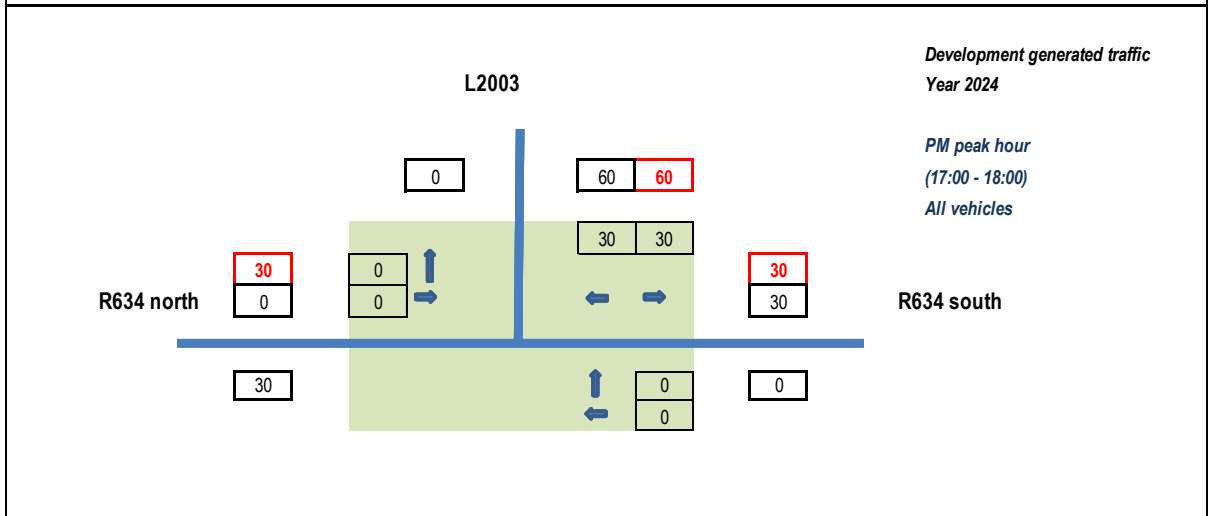 Development generated traffic
L2003
Year 2024
PM peak hour
0 60 60
(17:00 - 18:00)
All vehicles
30 30
30 0 30
R634 north 0 0 30 R634 south
30 0 0
0